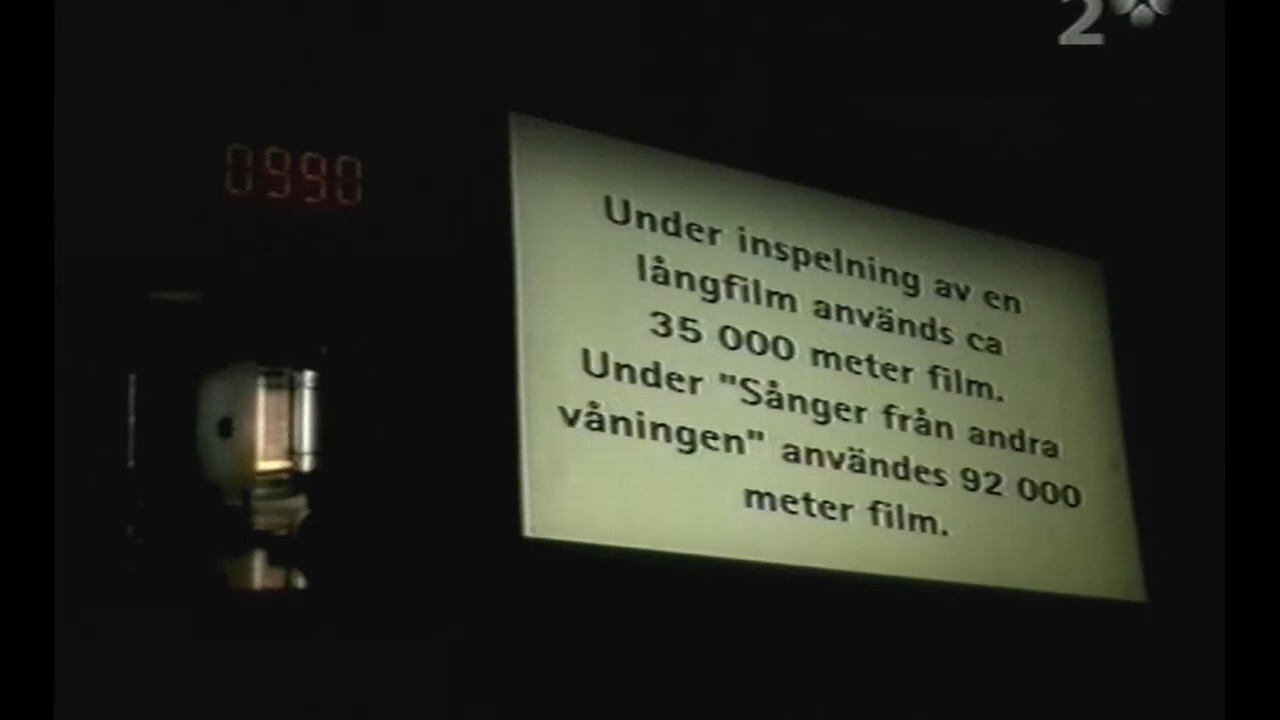 2
0990
Under inspelning av en
långfilm används ca
35 000 meter film.
Under "Sånger från andra
våningen" användes 92 000
meter film.